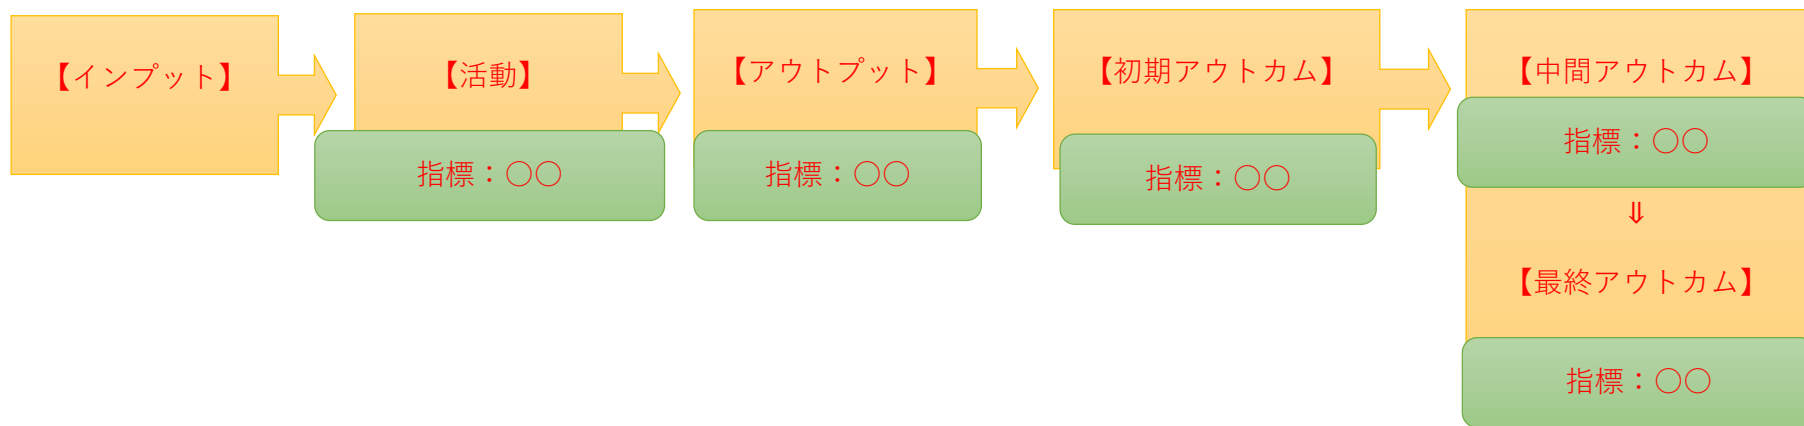 【インプット】
【活動】
指標：○○
【アウトプット】
指標：○○
【初期アウトカム】
指標：○○
【中間アウトカム】
指標：○○
⇓
【最終アウトカム】
指標：○○